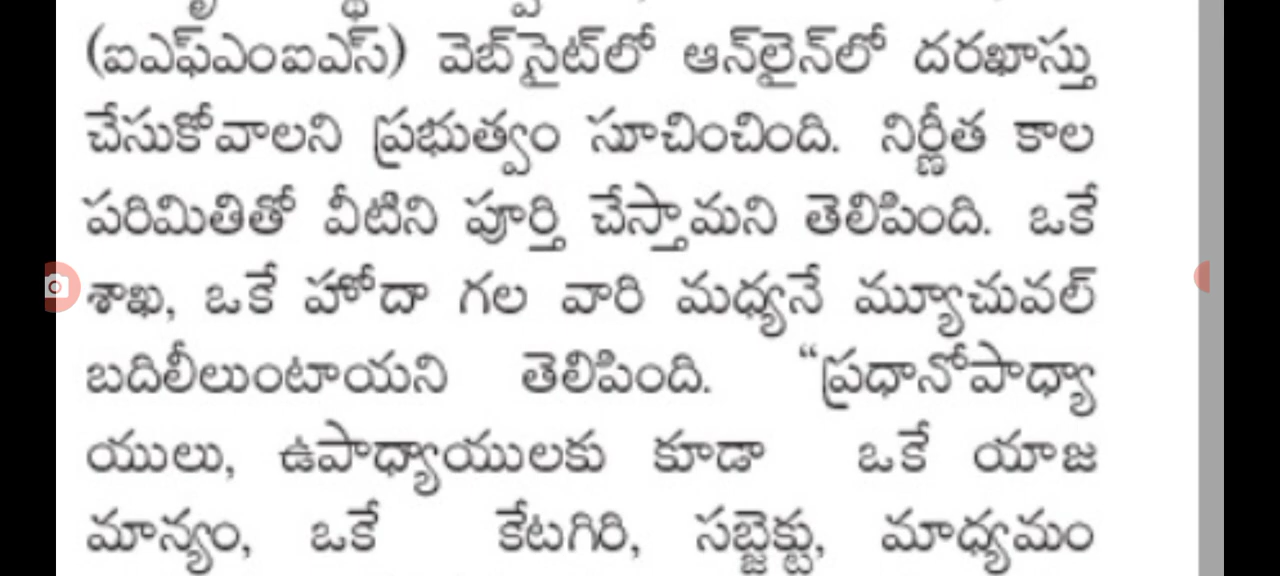 (ఐఎఫ్ఎంఐఎస్) వెబ్‌సైట్‌లో ఆన్‌లైన్‌లో దరఖాస్తు
చేసుకోవాలని ప్రభుత్వం సూచించింది. నిర్ణీత కాల
పరిమితితో వీటిని పూర్తి చేస్తామని తెలిపింది. ఒకే
శాఖ, ఒకే హోదా గల వారి మధ్యనే మ్యూచువల్
బదిలీలుంటాయని తెలిపింది. “ప్రధానోపాధ్యా
యులు, ఉపాధ్యాయులకు కూడా ఒకే యాజ
మాన్యం, ఒకే కేటగిరి, సబ్జెక్టు, మాధ్యమం